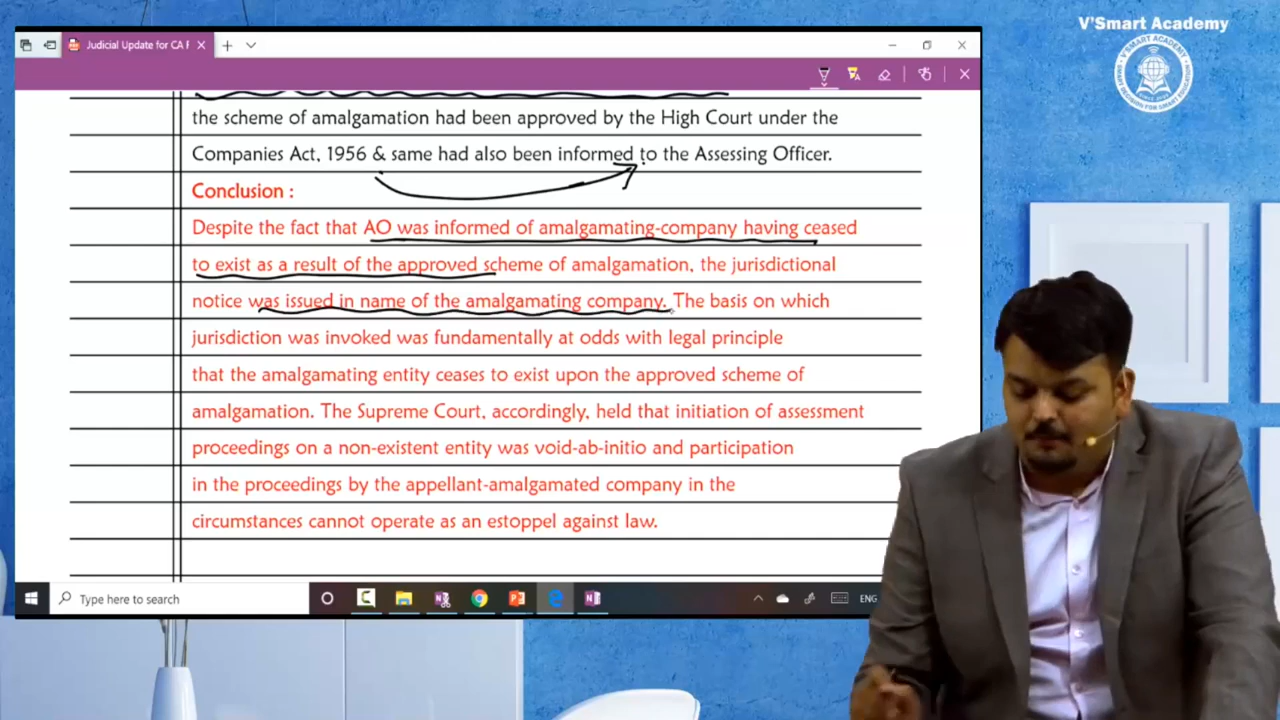 V'Smart Academy
Judicial Update for CA F
the scheme of amalgamation had been approved by the High Court under the
Companies Act, 1956 & same had also been informed to the Assessing Officer.
Conclusion :
Despite the fact that AO was informed of amalgamating-company having ceased
to exist as a result of the approved scheme of amalgamation, the jurisdictional
notice was issued in name of the amalgamating company. The basis on which
jurisdiction was invoked was fundamentally at odds with legal principle
that the amalgamating entity ceases to exist upon the approved scheme of
amalgamation. The Supreme Court, accordingly, held that initiation of assessment
proceedings on a non-existent entity was void-ab-initio and participation
in the proceedings by the appellant-amalgamated company in the
circumstances cannot operate as an estoppel against law.
Type here to search
ENG